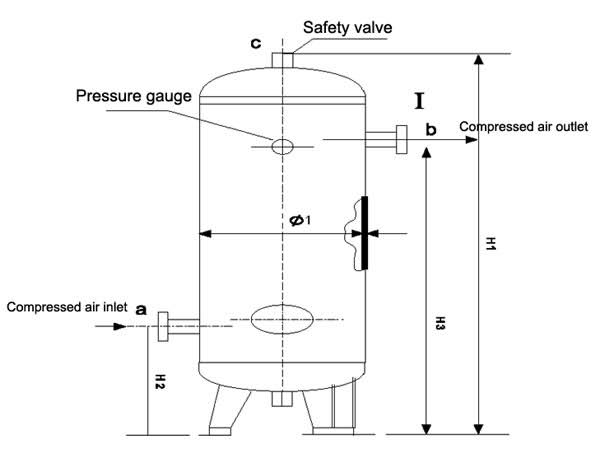 Safety valve
c
Pressure gauge
I
b
Compressed air outlet
Φ1
H1
Compressed air inlet
a
H3
H2